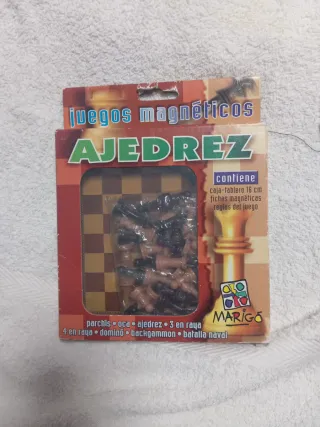 juegos magnéticos
AJEDREZ
contiene
caja-tablero 16 cm
fichas magnéticas
reglas del juego
MARIGÓ
parchís • oca • ajedrez • 3 en raya
4 en raya • dominó • backgammon • batalla naval